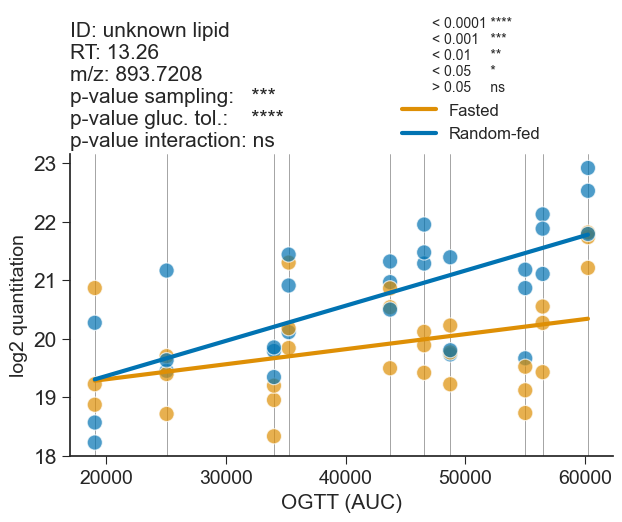 ID: unknown lipid
RT: 13.26
m/z: 893.7208
p-value sampling: ***
p-value gluc. tol.: ****
p-value interaction: ns
< 0.0001 ****
< 0.001 ***
< 0.01 **
< 0.05 *
> 0.05 ns
Fasted
Random-fed
log2 quantitation
23
22
21
20
19
18
20000 30000 40000 50000 60000
OGTT (AUC)